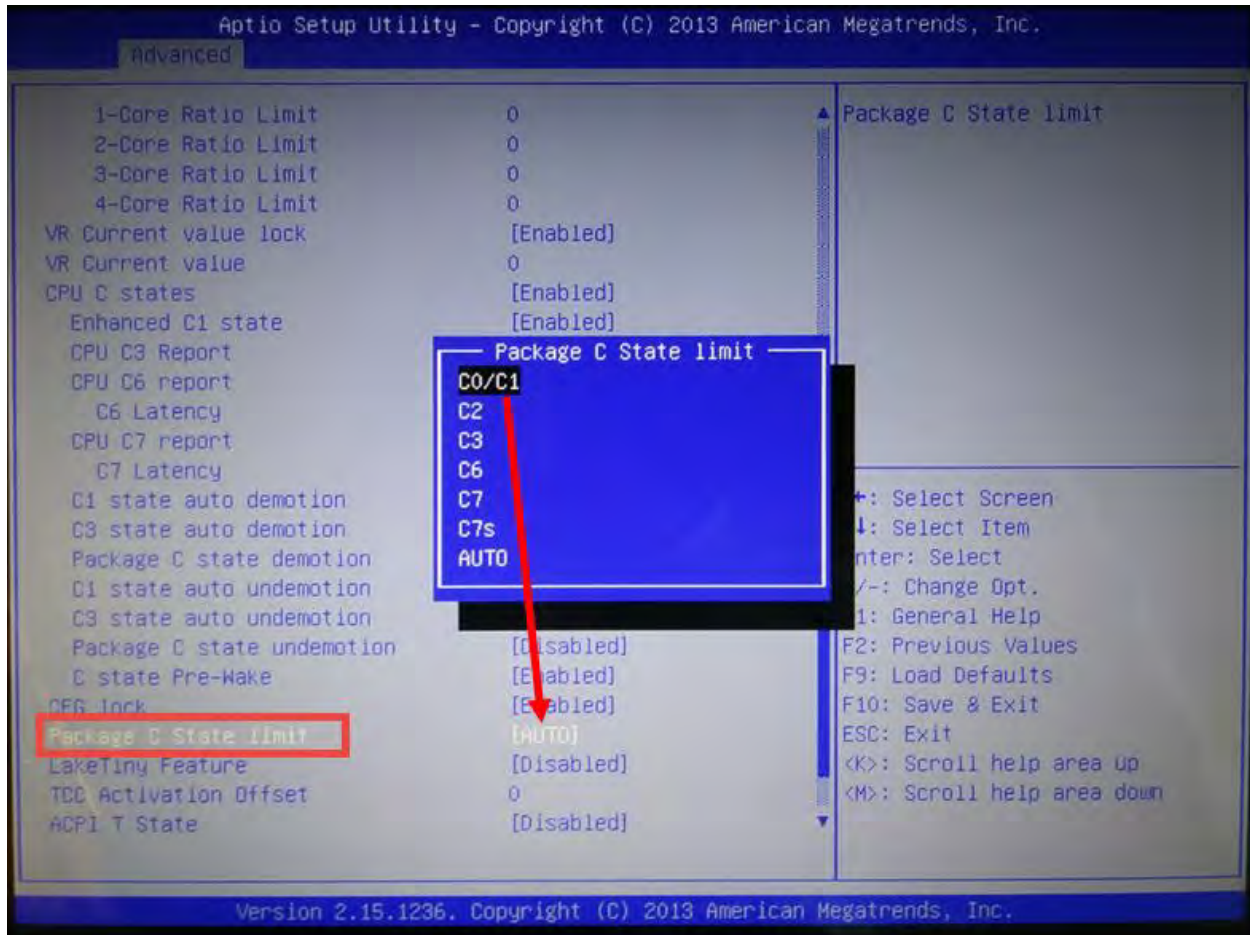 Aptio Setup Utility - Copyright (C) 2013 American Megatrends, Inc.
Advanced
1-Core Ratio Limit 0
2-Core Ratio Limit 0
3-Core Ratio Limit 0
4-Core Ratio Limit 0
VR Current value lock [Enabled]
VR Current value 0
CPU C states [Enabled]
Enhanced C1 state [Enabled]
CPU C3 Report
CPU C6 report
C6 Latency
CPU C7 report
C7 Latency
C1 state auto demotion
C3 state auto demotion
Package C state demotion
C1 state auto undemotion
C3 state auto undemotion
Package C state undemotion [Disabled]
C state Pre-Wake [Enabled]
CFG lock [Enabled]
Package C State limit [AUTO]
LakeTiny Feature [Disabled]
TCC Activation Offset 0
ACPI T State [Disabled]
Package C State limit
C0/C1
C2
C3
C6
C7
C7s
AUTO
Package C State limit
: Select Screen
: Select Item
nter: Select
/-: Change Opt.
1: General Help
F2: Previous Values
F9: Load Defaults
F10: Save & Exit
ESC: Exit
<K>: Scroll help area up
<M>: Scroll help area down
Version 2.15.1236. Copyright (C) 2013 American Megatrends, Inc.